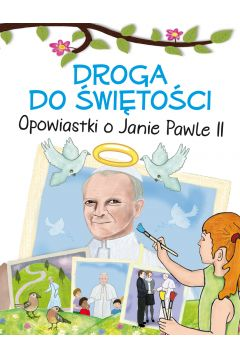 DROGA
DO ŚWIĘTOŚCI
Opowiastki o Janie Pawle II